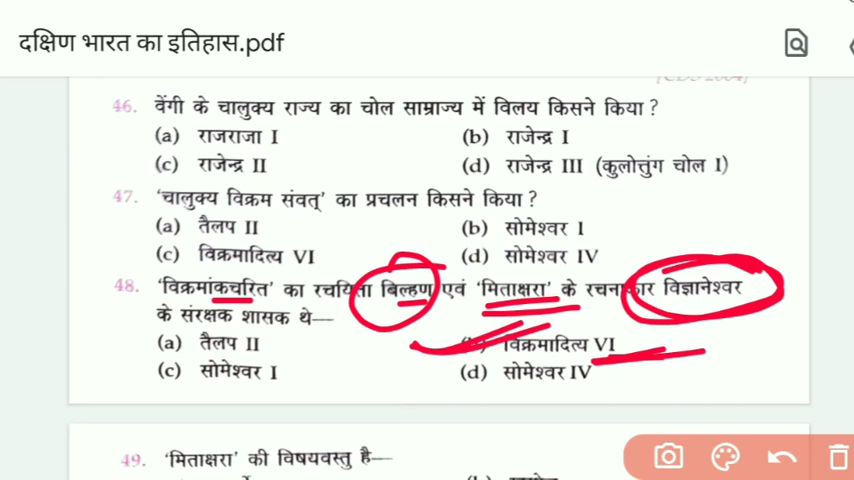 दक्षिण भारत का इतिहास.pdf
46. वेंगी के चालुक्य राज्य का चोल साम्राज्य में विलय किसने किया ?
(a) राजराजा I (b) राजेन्द्र I
(c) राजेन्द्र II (d) राजेन्द्र III (कुलोत्तुंग चोल I)
47. ‘चालुक्य विक्रम संवत्’ का प्रचलन किसने किया ?
(a) तैलप II (b) सोमेश्वर I
(c) विक्रमादित्य VI (d) सोमेश्वर IV
48. ‘विक्रमांकचरित’ का रचयिता बिल्हण एवं ‘मिताक्षरा’ के रचनाकार विज्ञानेश्वर
के संरक्षक शासक थे—
(a) तैलप II (b) विक्रमादित्य VI
(c) सोमेश्वर I (d) सोमेश्वर IV
49. ‘मिताक्षरा’ की विषयवस्तु है—